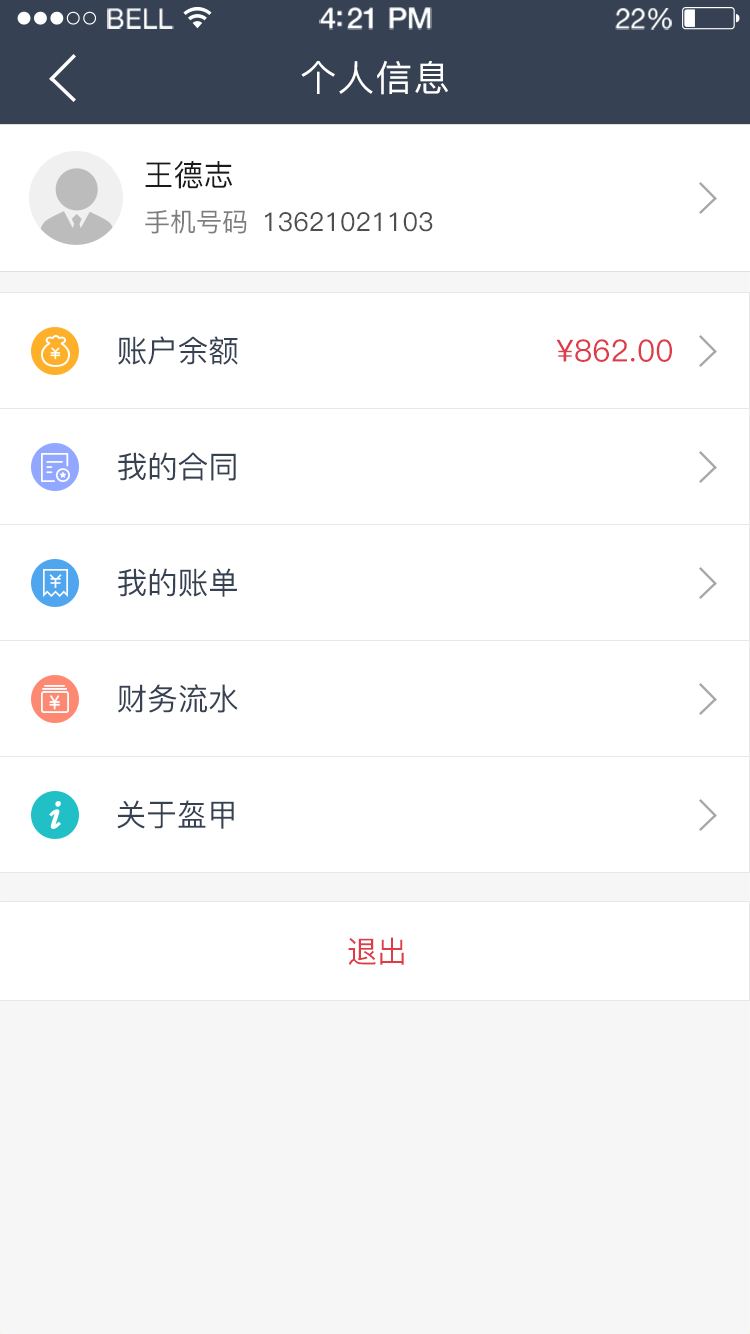 BELL 4:21 PM 22%
个人信息
王德志
手机号码 13621021103
账户余额 ¥862.00
我的合同
我的账单
财务流水
关于盔甲
退出